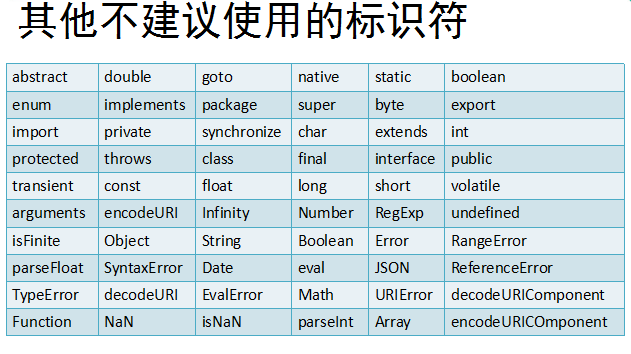 其他不建议使用的标识符
abstract double goto native static boolean
enum implements package super byte export
import private synchronize char extends int
protected throws class final interface public
transient const float long short volatile
arguments encodeURI Infinity Number RegExp undefined
isFinite Object String Boolean Error RangeError
parseFloat SyntaxError Date eval JSON ReferenceError
TypeError decodeURI EvalError Math URIError decodeURIComponent
Function NaN isNaN parseInt Array encodeURICOmponent